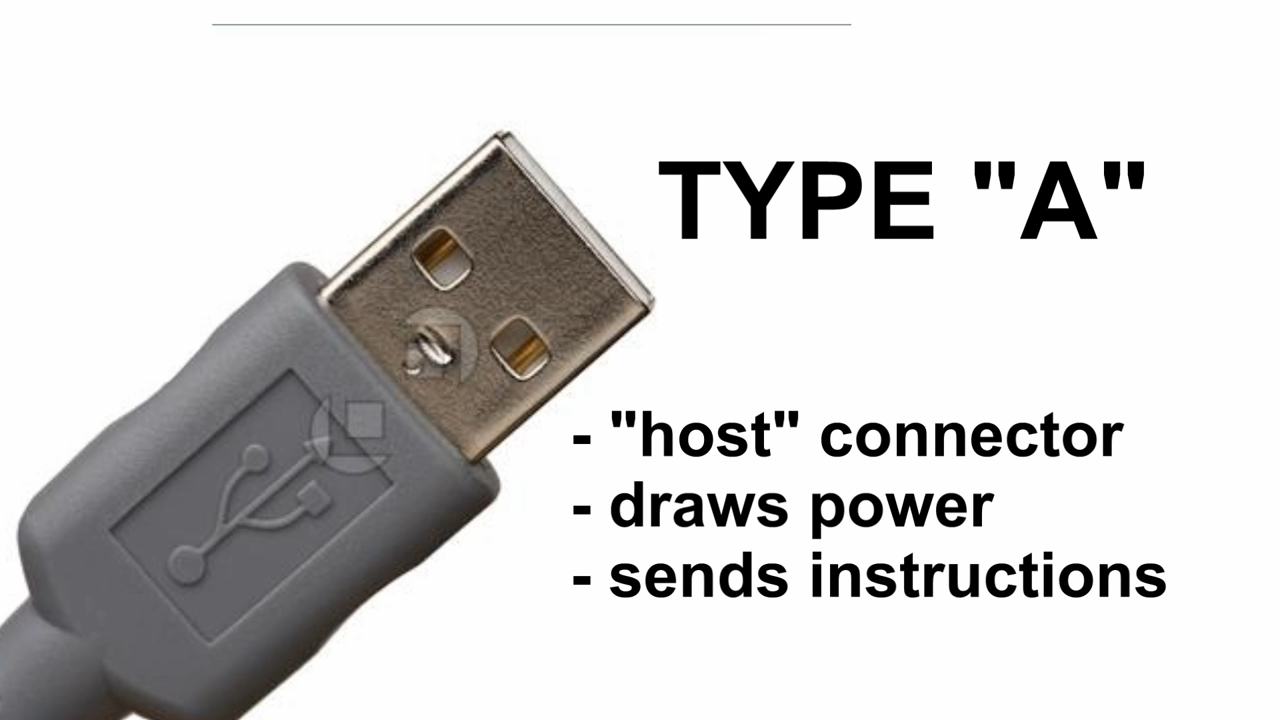 TYPE "A"
- "host" connector
- draws power
- sends instructions